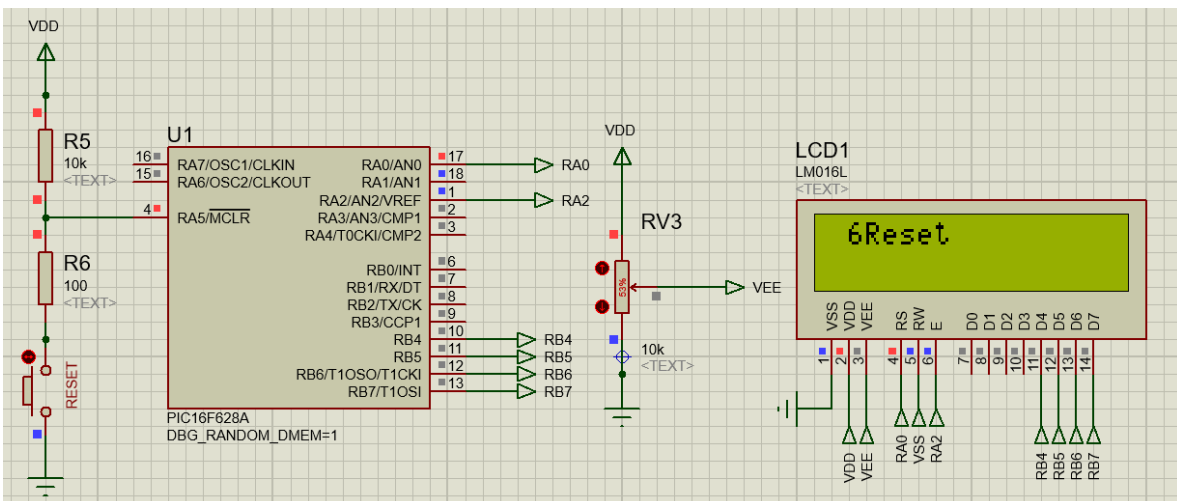 VDD
R5
10k
<TEXT>
R6
100
<TEXT>
RESET
U1
16 RA7/OSC1/CLKIN
15 RA6/OSC2/CLKOUT
4 RA5/MCLR
RA0/AN0 17 RA0
RA1/AN1 18
RA2/AN2/VREF 1 RA2
RA3/AN3/CMP1 2
RA4/T0CKI/CMP2 3
RB0/INT 6
RB1/RX/DT 7
RB2/TX/CK 8
RB3/CCP1 9
RB4 10 RB4
RB5 11 RB5
RB6/T1OSO/T1CKI 12 RB6
RB7/T1OSI 13 RB7
PIC16F628A
DBG_RANDOM_DMEM=1
VDD
RV3
53%
VEE
10k
<TEXT>
LCD1
LM016L
<TEXT>
6Reset
VSS VDD VEE RS RW E D0 D1 D2 D3 D4 D5 D6 D7
1 2 3 4 5 6 7 8 9 10 11 12 13 14
VDD VEE RA0 VSS RA2 RB4 RB5 RB6 RB7